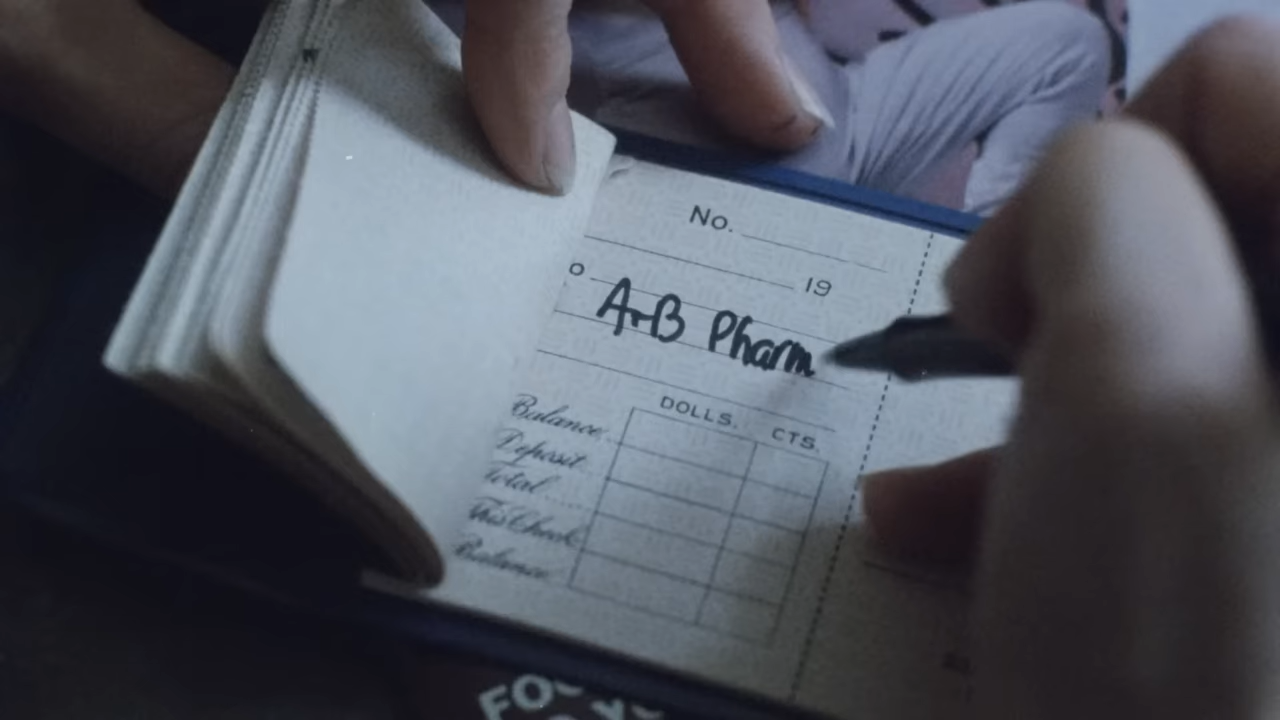 No.
19
o
A+B Pharm
DOLLS. CTS.
Balance
Deposit
Total
This Check
Balance